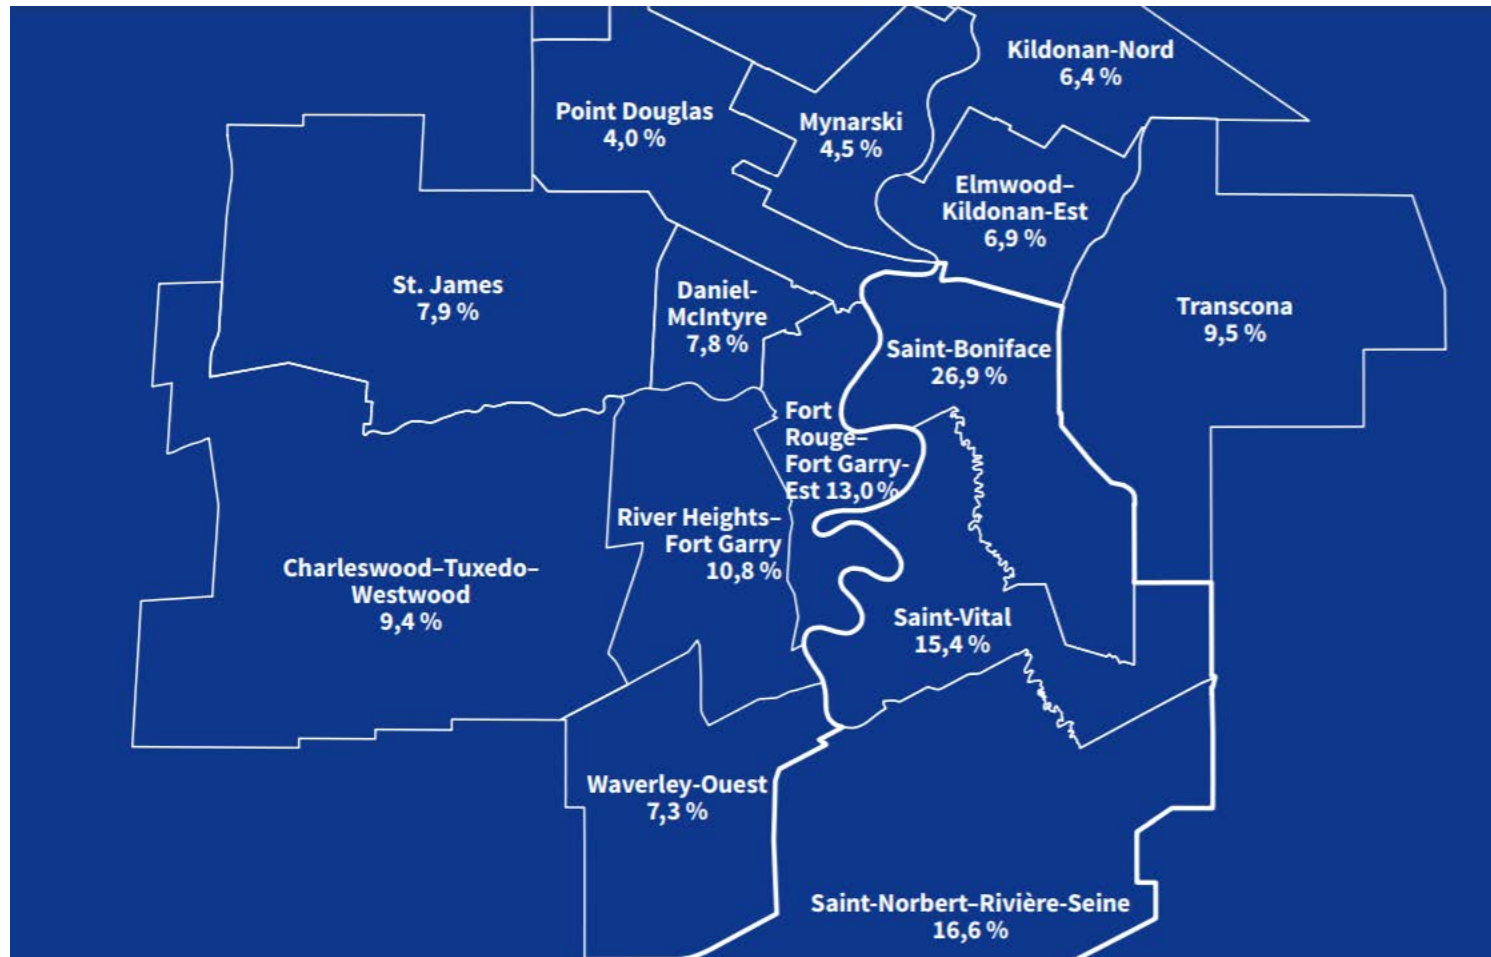 Kildonan-Nord
6,4 %
Point Douglas
4,0 %
Mynarski
4,5 %
Elmwood–
Kildonan-Est
6,9 %
St. James
7,9 %
Daniel-
McIntyre
7,8 %
Transcona
9,5 %
Saint-Boniface
26,9 %
Fort
Rouge–
Fort Garry-
Est 13,0 %
River Heights–
Fort Garry
10,8 %
Charleswood–Tuxedo–
Westwood
9,4 %
Saint-Vital
15,4 %
Waverley-Ouest
7,3 %
Saint-Norbert–Rivière-Seine
16,6 %